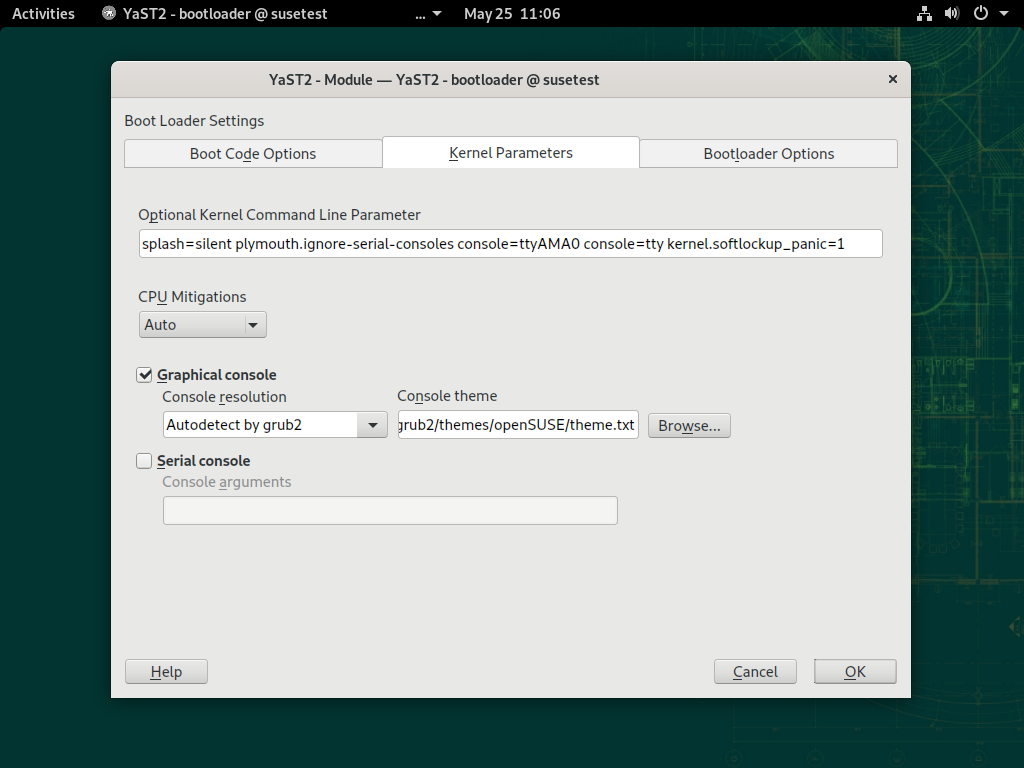 Activities YaST2 - bootloader @ susetest ... May 25 11:06
YaST2 - Module — YaST2 - bootloader @ susetest ×
Boot Loader Settings
Boot Code Options Kernel Parameters Bootloader Options
Optional Kernel Command Line Parameter
splash=silent plymouth.ignore-serial-consoles console=ttyAMA0 console=tty kernel.softlockup_panic=1
CPU Mitigations
Auto
Graphical console
Console resolution Console theme
Autodetect by grub2 grub2/themes/openSUSE/theme.txt Browse...
Serial console
Console arguments
Help Cancel OK